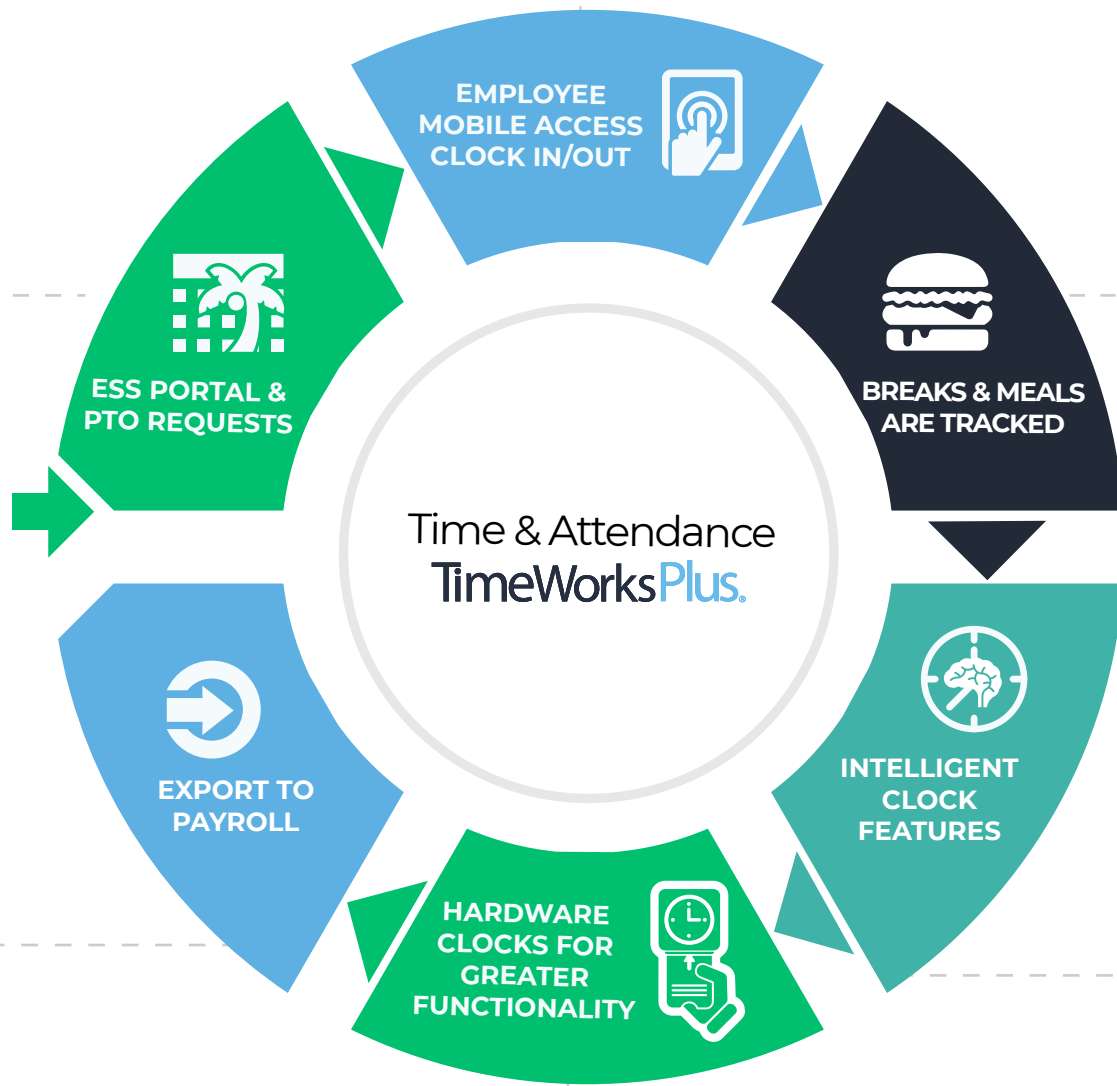 EMPLOYEE
MOBILE ACCESS
CLOCK IN/OUT
BREAKS & MEALS
ARE TRACKED
INTELLIGENT
CLOCK
FEATURES
HARDWARE
CLOCKS FOR
GREATER
FUNCTIONALITY
EXPORT TO
PAYROLL
ESS PORTAL &
PTO REQUESTS
Time & Attendance
TimeWorksPlus®